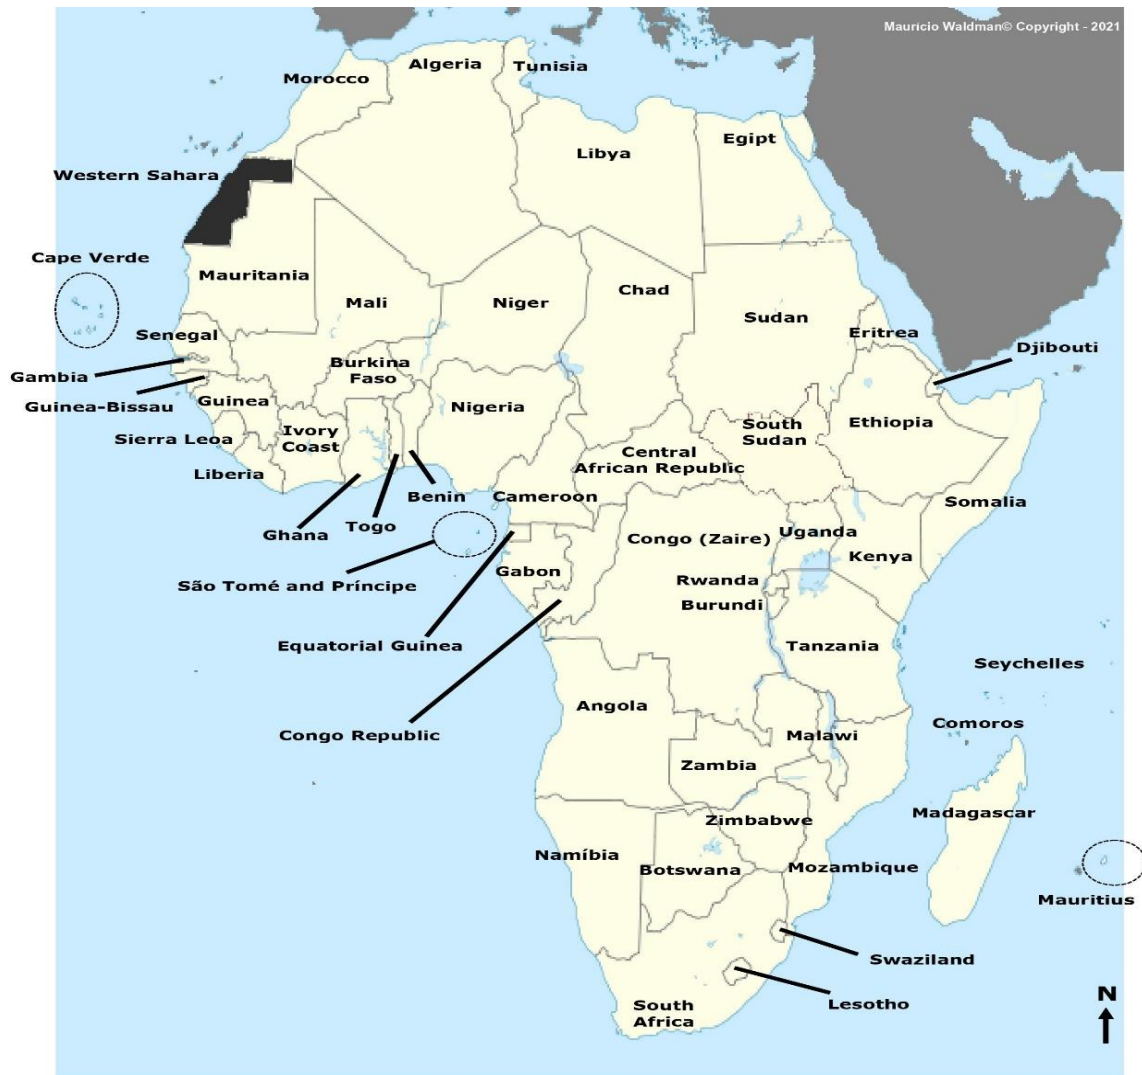 Maurício Waldman© Copyright - 2021
Algeria
Tunisia
Morocco
Egipt
Libya
Western Sahara
Cape Verde
Mauritania
Mali
Niger
Chad
Sudan
Senegal
Eritrea
Djibouti
Gambia
Burkina
Faso
Guinea-Bissau
Guinea
Nigeria
Ethiopia
Sierra Leoa
Ivory
Coast
South
Sudan
Central
African Republic
Liberia
Benin
Cameroon
Somalia
Ghana
Togo
Congo (Zaire)
Uganda
Kenya
São Tomé and Príncipe
Gabon
Rwanda
Burundi
Equatorial Guinea
Tanzania
Seychelles
Angola
Congo Republic
Malawi
Comoros
Zambia
Madagascar
Zimbabwe
Namíbia
Botswana
Mozambique
Mauritius
Swaziland
Lesotho
N
South
Africa